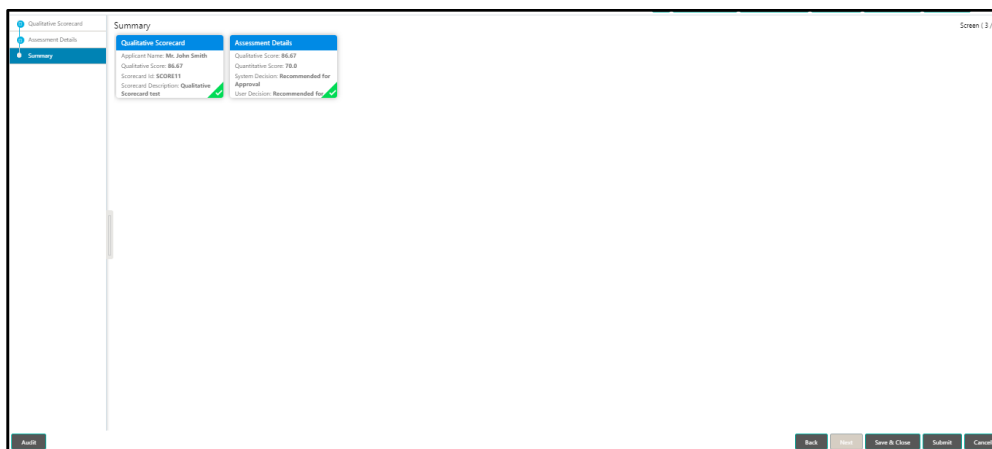 Qualitative Scorecard
Assessment Details
Summary
Summary
Screen ( 3 /
Qualitative Scorecard
Applicant Name: Mr. John Smith
Qualitative Score: 86.67
Scorecard Id: SCORE11
Scorecard Description: Qualitative
Scorecard test
Assessment Details
Qualitative Score: 86.67
Quantitative Score: 70.0
System Decision: Recommended for
Approval
User Decision: Recommended for
Audit
Back
Next
Save & Close
Submit
Cancel